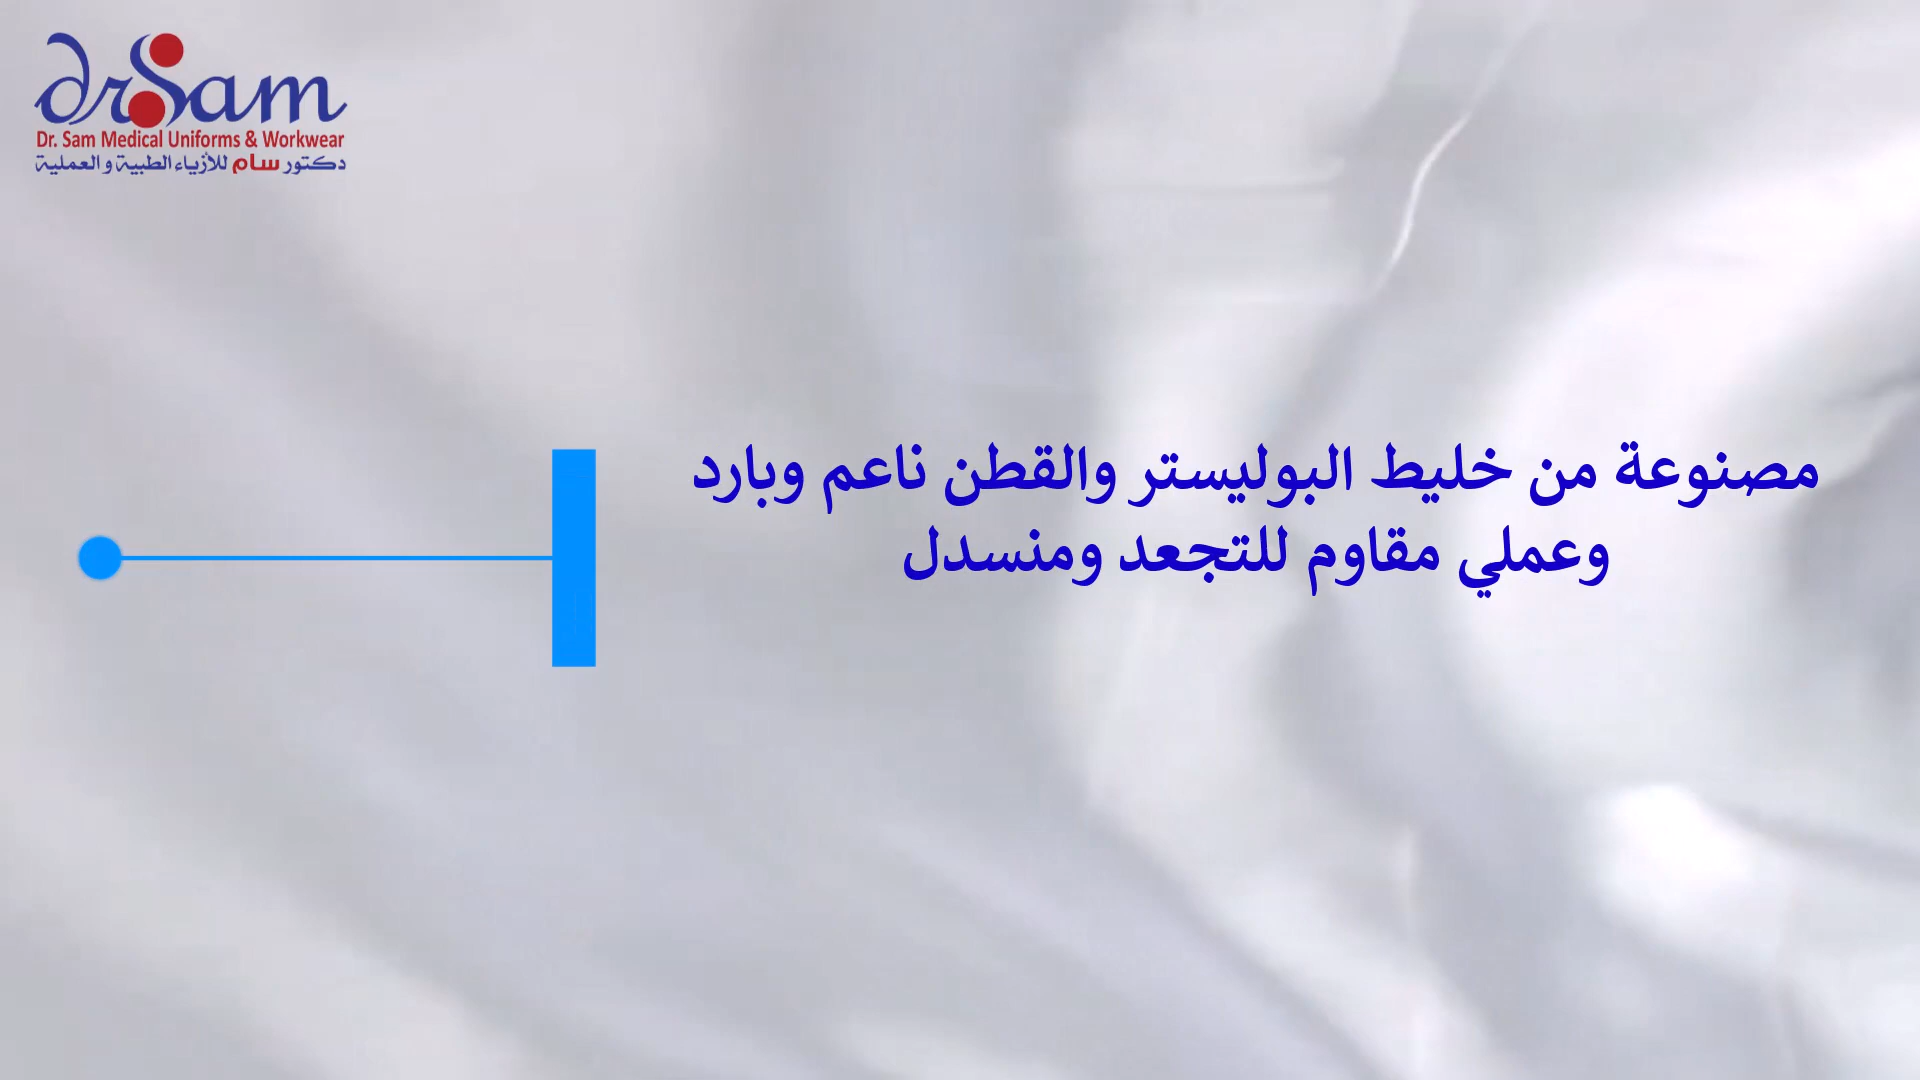 drSam
Dr. Sam Medical Uniforms & Workwear
دكتور سام للأزياء الطبية و العملية
مصنوعة من خليط البوليستر والقطن ناعم وبارد
وعملي مقاوم للتجعد ومنسدل